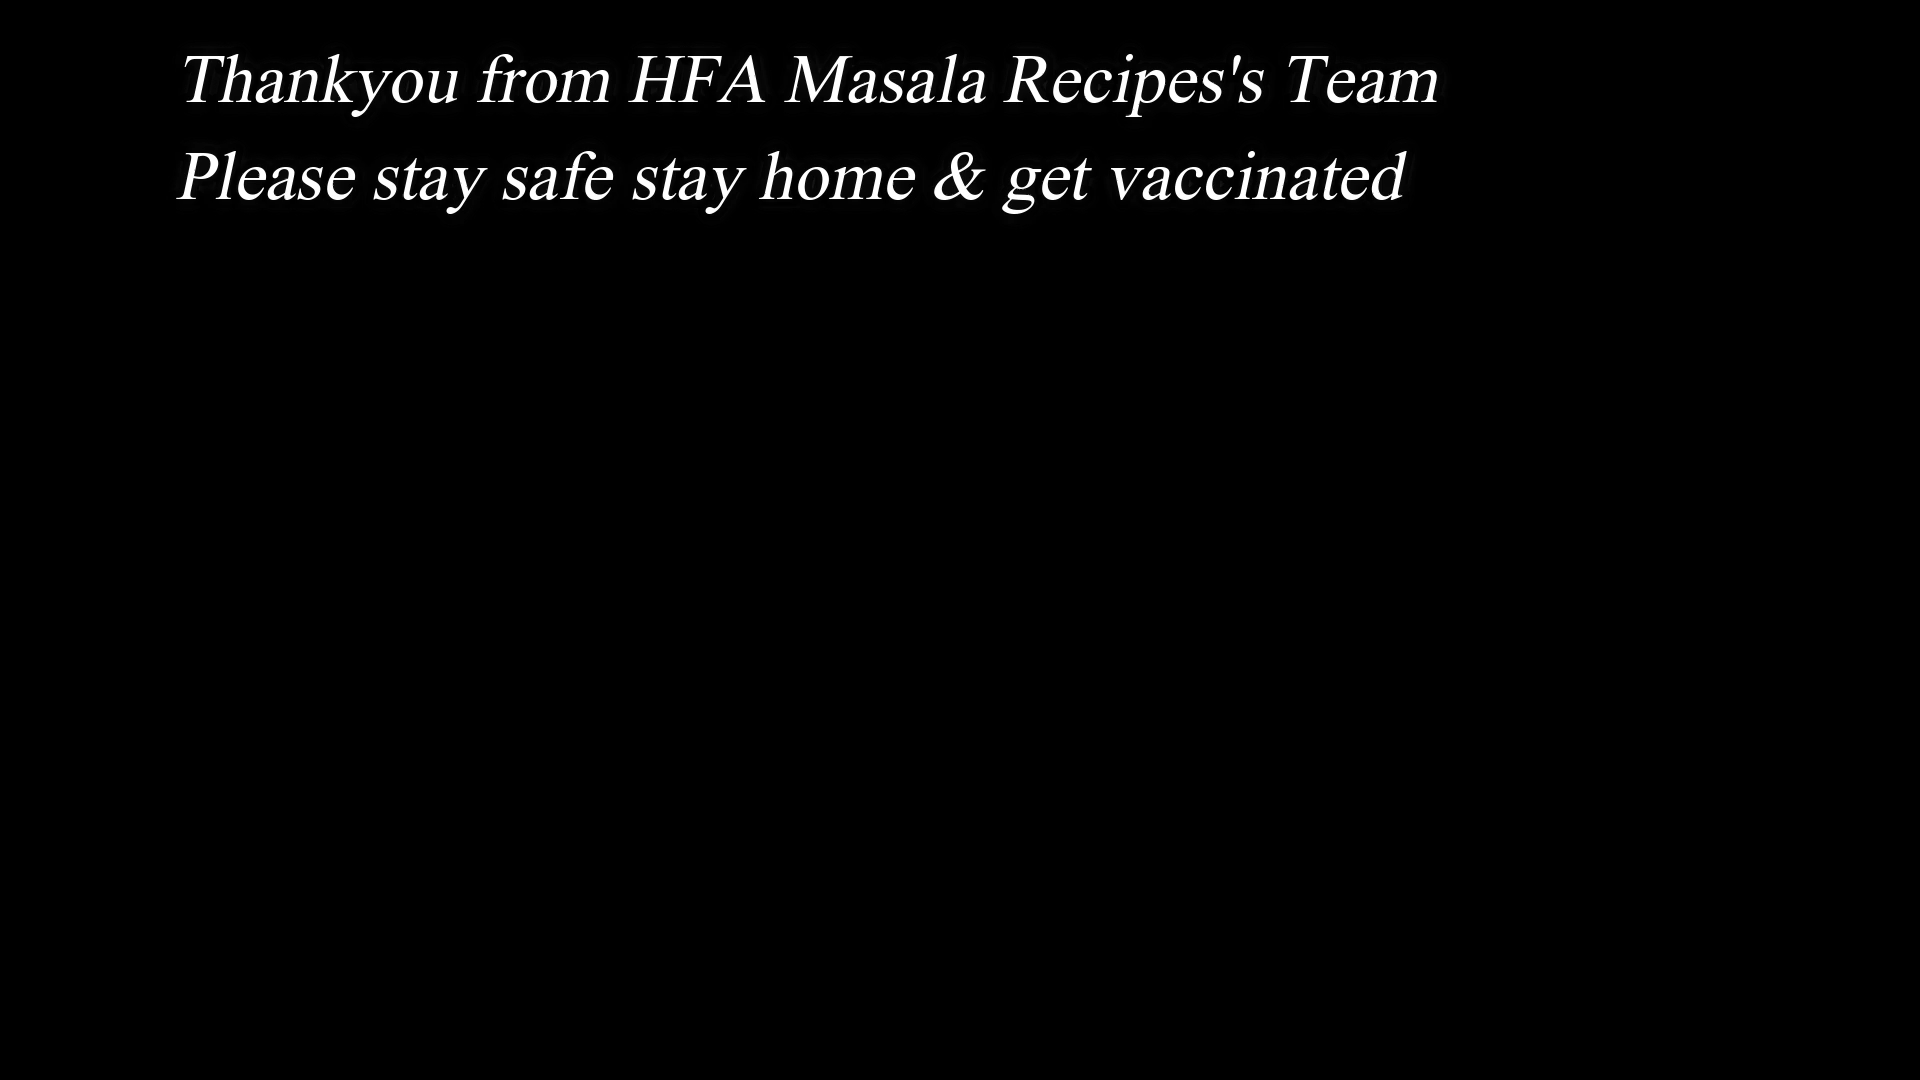 Thankyou from HFA Masala Recipes's Team
Please stay safe stay home & get vaccinated